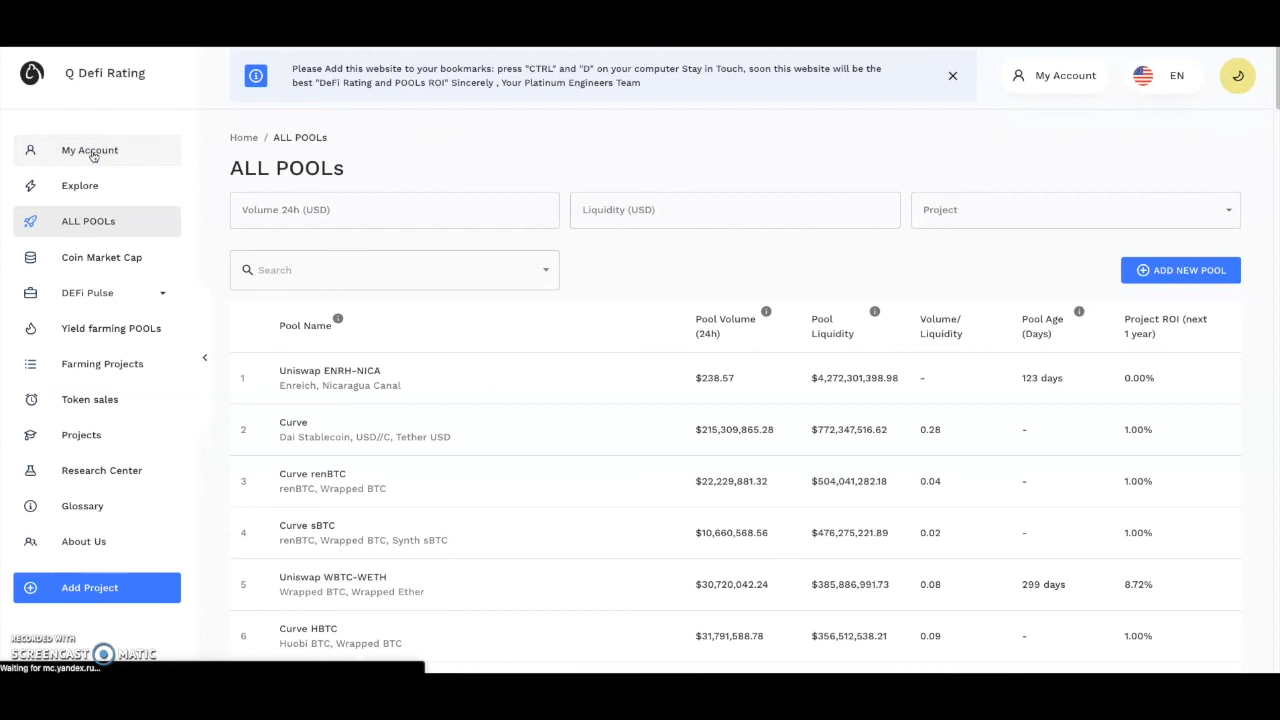 Q Defi Rating
Please Add this website to your bookmarks: press "CTRL" and "D" on your computer Stay in Touch, soon this website will be the
best "DeFi Rating and POOLs ROI" Sincerely , Your Platinum Engineers Team
My Account
EN
My Account
Explore
ALL POOLs
Coin Market Cap
DEFi Pulse
Yield farming POOLs
Farming Projects
Token sales
Projects
Research Center
Glossary
About Us
Add Project
Home / ALL POOLs
ALL POOLs
Volume 24h (USD)
Liquidity (USD)
Project
Search
ADD NEW POOL
Pool Name
Pool Volume
(24h)
Pool
Liquidity
Volume/
Liquidity
Pool Age
(Days)
Project ROI (next
1 year)
1 Uniswap ENRH-NICA $238.57 $4,272,301,398.98 - 123 days 0.00%
Enreich, Nicaragua Canal
2 Curve $215,309,865.28 $772,347,516.62 0.28 - 1.00%
Dai Stablecoin, USD//C, Tether USD
3 Curve renBTC $22,229,881.32 $504,041,282.18 0.04 - 1.00%
renBTC, Wrapped BTC
4 Curve sBTC $10,660,568.56 $476,275,221.89 0.02 - 1.00%
renBTC, Wrapped BTC, Synth sBTC
5 Uniswap WBTC-WETH $30,720,042.24 $385,886,991.73 0.08 299 days 8.72%
Wrapped BTC, Wrapped Ether
6 Curve HBTC $31,791,588.78 $356,512,538.21 0.09 - 1.00%
Huobi BTC, Wrapped BTC
RECORDED WITH
SCREENCAST MATIC
Waiting for mc.yandex.ru...